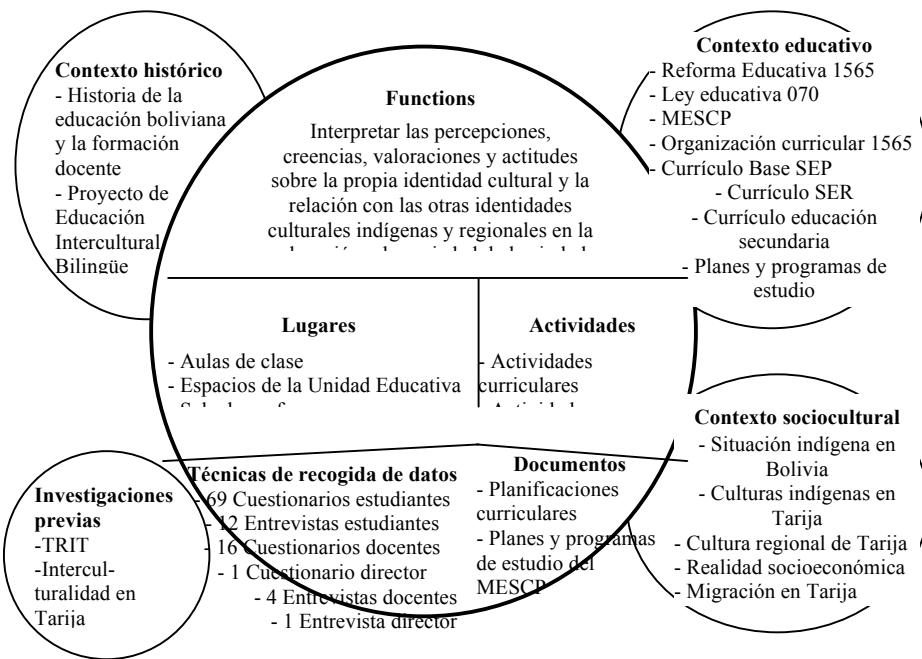 Contexto histórico
- Historia de la
educación boliviana
y la formación
docente
- Proyecto de
Educación
Intercultural
Bilingüe
Functions
Interpretar las percepciones,
creencias, valoraciones y actitudes
sobre la propia identidad cultural y la
relación con las otras identidades
culturales indígenas y regionales en la
Contexto educativo
- Reforma Educativa 1565
- Ley educativa 070
- MESCP
- Organización curricular 1565
- Currículo Base SEP
- Currículo SER
- Currículo educación
secundaria
- Planes y programas de
estudio
Lugares
- Aulas de clase
- Espacios de la Unidad Educativa
Actividades
- Actividades
curriculares
Investigaciones
previas
-TRIT
-Intercul-
turalidad en
Tarija
Técnicas de recogida de datos
- 69 Cuestionarios estudiantes
- 12 Entrevistas estudiantes
- 16 Cuestionarios docentes
- 1 Cuestionario director
- 4 Entrevistas docentes
- 1 Entrevista director
Documentos
- Planificaciones
curriculares
- Planes y programas
de estudio del
MESCP
Contexto sociocultural
- Situación indígena en
Bolivia
- Culturas indígenas en
Tarija
- Cultura regional de Tarija
- Realidad socioeconómica
- Migración en Tarija